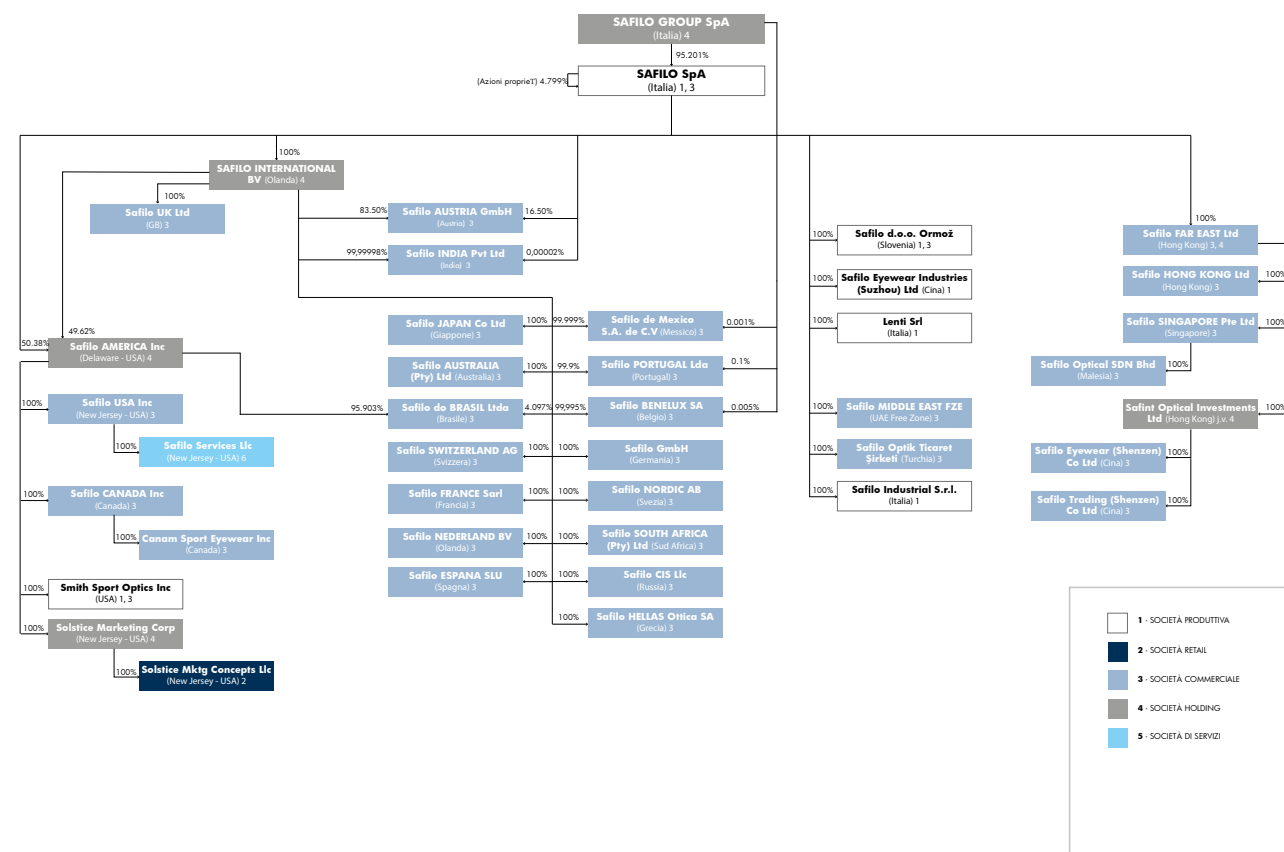 SAFILO GROUP SpA
(Italia) 4
95.201%
SAFILO SpA
(Italia) 1, 3
(Azioni proprieT) 4.799%
100%
SAFILO INTERNATIONAL
BV (Olanda) 4
100%
Safilo UK Ltd
(GB) 3
83.50%
Safilo AUSTRIA GmbH
(Austria) 3
16.50%
99,99998%
Safilo INDIA Pvt Ltd
(India) 3
0,00002%
49.62%
50.38%
Safilo AMERICA Inc
(Delaware - USA) 4
100%
Safilo USA Inc
(New Jersey - USA) 3
100%
Safilo Services Llc
(New Jersey - USA) 6
100%
Safilo CANADA Inc
(Canada) 3
100%
Canam Sport Eyewear Inc
(Canada) 3
100%
Smith Sport Optics Inc
(USA) 1, 3
100%
Solstice Marketing Corp
(New Jersey - USA) 4
100%
Solstice Mktg Concepts Llc
(New Jersey - USA) 2
Safilo JAPAN Co Ltd
(Giappone) 3
100%
99.999%
Safilo de Mexico
S.A. de C.V (Messico) 3
0.001%
Safilo AUSTRALIA
(Pty) Ltd (Australia) 3
100%
99.9%
Safilo PORTUGAL Lda
(Portugal) 3
0.1%
95.903%
Safilo do BRASIL Ltda
(Brasile) 3
4.097%
99,995%
Safilo BENELUX SA
(Belgio) 3
0.005%
Safilo SWITZERLAND AG
(Svizzera) 3
100%
100%
Safilo GmbH
(Germania) 3
Safilo FRANCE Sarl
(Francia) 3
100%
100%
Safilo NORDIC AB
(Svezia) 3
Safilo NEDERLAND BV
(Olanda) 3
100%
100%
Safilo SOUTH AFRICA
(Pty) Ltd (Sud Africa) 3
Safilo ESPANA SLU
(Spagna) 3
100%
100%
Safilo CIS Llc
(Russia) 3
100%
Safilo HELLAS Ottica SA
(Grecia) 3
100%
Safilo d.o.o. Ormož
(Slovenia) 1, 3
100%
Safilo Eyewear Industries
(Suzhou) Ltd (Cina) 1
100%
Lenti Srl
(Italia) 1
100%
Safilo MIDDLE EAST FZE
(UAE Free Zone) 3
100%
Safilo Optik Ticaret
Şirketi (Turchia) 3
100%
Safilo Industrial S.r.l.
(Italia) 1
100%
Safilo FAR EAST Ltd
(Hong Kong) 3, 4
Safilo HONG KONG Ltd
(Hong Kong) 3
100%
Safilo SINGAPORE Pte Ltd
(Singapore) 3
100%
Safilo Optical SDN Bhd
(Malesia) 3
100%
Safint Optical Investments
Ltd (Hong Kong) j.v. 4
100%
Safilo Eyewear (Shenzen)
Co Ltd (Cina) 3
100%
Safilo Trading (Shenzen)
Co Ltd (Cina) 3
100%
1 - SOCIETÀ PRODUTTIVA
2 - SOCIETÀ RETAIL
3 - SOCIETÀ COMMERCIALE
4 - SOCIETÀ HOLDING
5 - SOCIETÀ DI SERVIZI